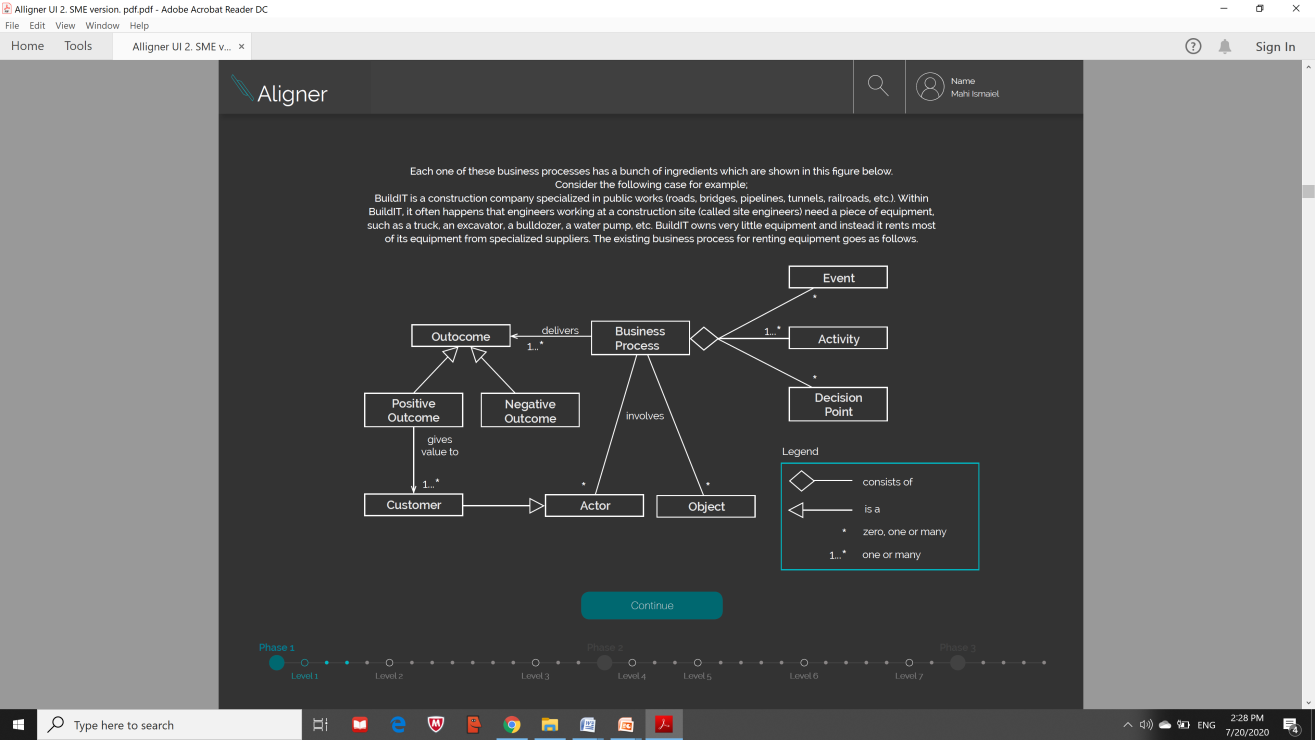 Alligner UI 2. SME version. pdf.pdf - Adobe Acrobat Reader DC
File Edit View Window Help
Home Tools Alligner UI 2. SME v... × ? Sign In
Aligner
Name
Mahi Ismaiel
Each one of these business processes has a bunch of ingredients which are shown in this figure below.
Consider the following case for example;
BuildIT is a construction company specialized in public works (roads, bridges, pipelines, tunnels, railroads, etc.). Within
BuildIT, it often happens that engineers working at a construction site (called site engineers) need a piece of equipment,
such as a truck, an excavator, a bulldozer, a water pump, etc. BuildIT owns very little equipment and instead it rents most
of its equipment from specialized suppliers. The existing business process for renting equipment goes as follows.
Event
*
Outocome
delivers
1...*
Business
Process
1...*
Activity
*
Decision
Point
Positive
Outcome
Negative
Outcome
involves
gives
value to
1...*
*
*
Customer
Actor
Object
Legend
consists of
is a
* zero, one or many
1...* one or many
Continue
Phase 1 Phase 2 Phase 3
Level 1 Level 2 Level 3 Level 4 Level 5 Level 6 Level 7
Type here to search
ENG
2:28 PM
7/20/2020
4